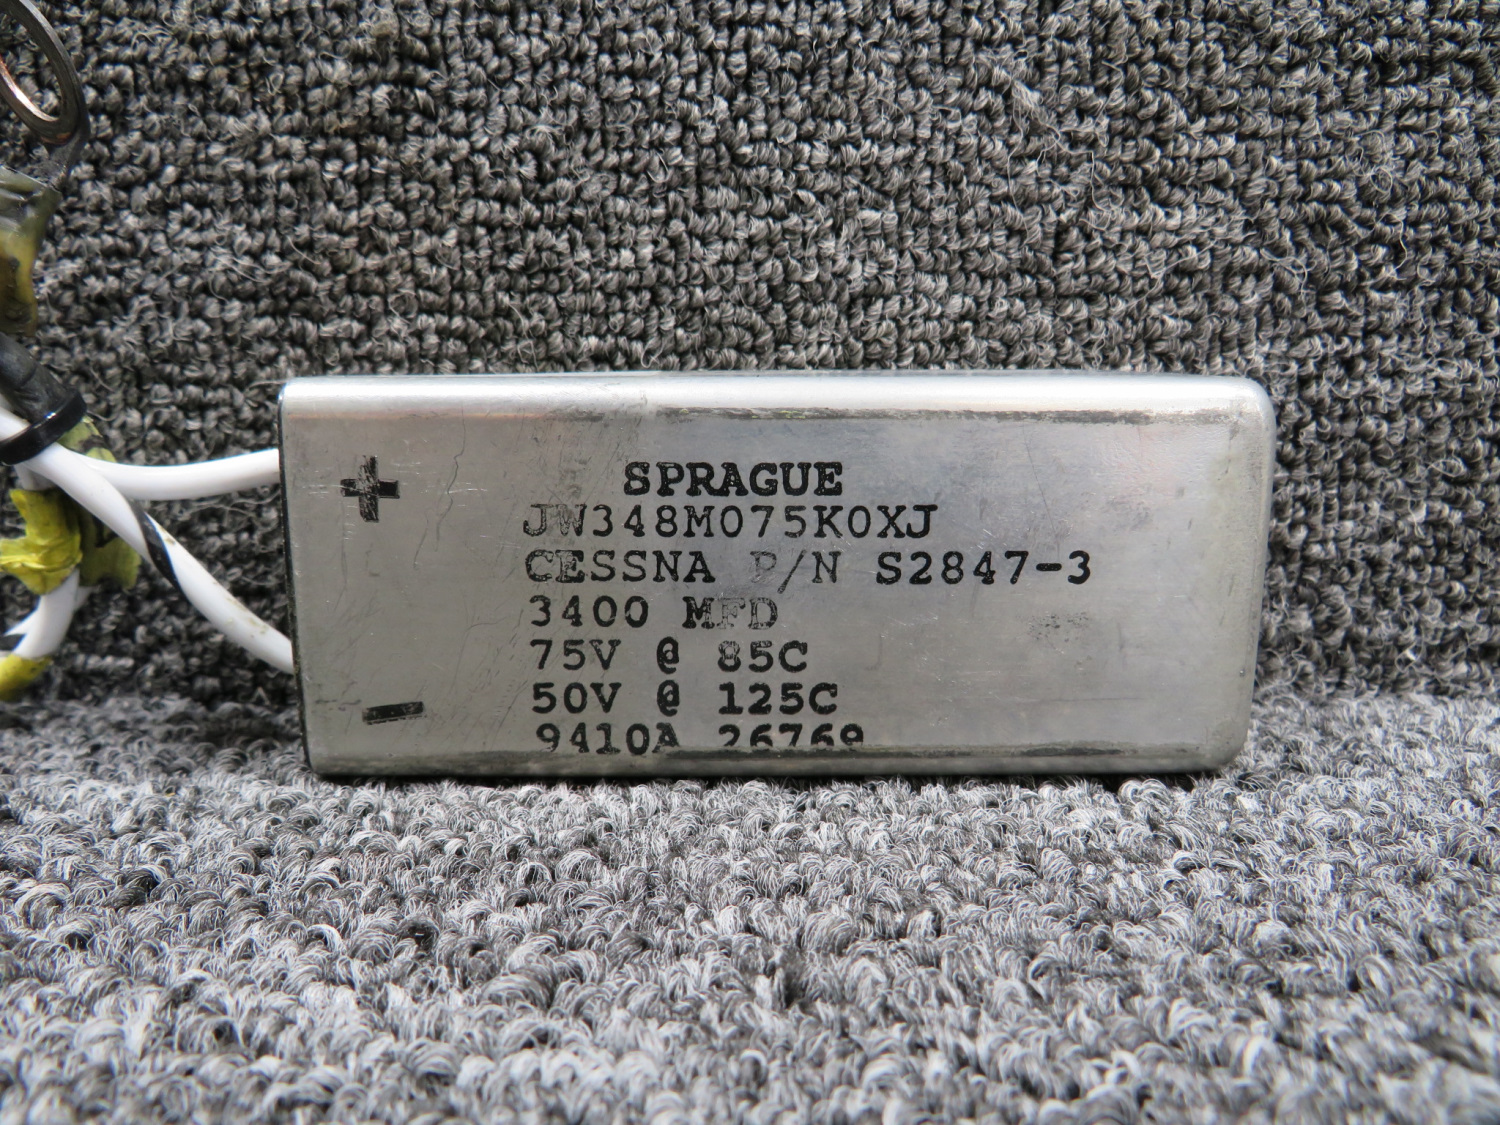 +
SPRAGUE
JW348M075K0XJ
CESSNA P/N S2847-3
3400 MFD
75V @ 85C
50V @ 125C
-
9410A 26769